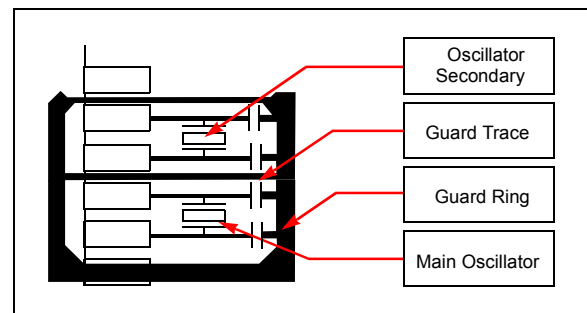 Oscillator
Secondary
Guard Trace
Guard Ring
Main Oscillator